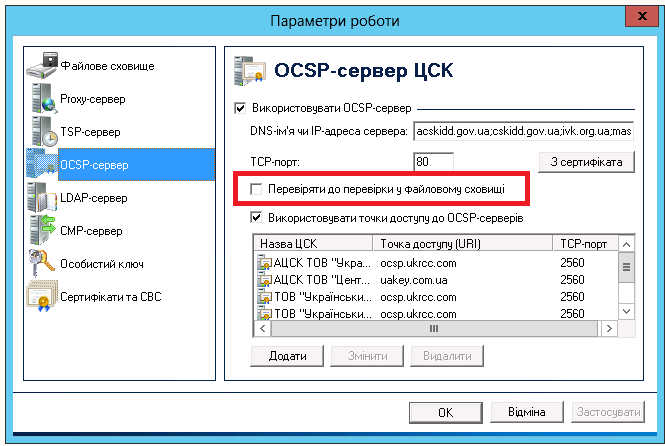 Параметри роботи
x
Файлове сховище
Proxy-сервер
TSP-сервер
OCSP-сервер
LDAP-сервер
CMP-сервер
Особистий ключ
Сертифікати та СВС
OCSP-сервер ЦСК
Використовувати OCSP-сервер
DNS-ім'я чи IP-адреса сервера: acskidd.gov.ua;cskidd.gov.ua;ivk.org.ua;mas
TCP-порт: 80 З сертифіката
Перевіряти до перевірки у файловому сховищі
Використовувати точки доступу до OCSP-серверів
Назва ЦСК Точка доступу (URI) TCP-порт
АЦСК ТОВ "Укра... ocsp.ukrcc.com 2560
АЦСК ТОВ "Цент... uakey.com.ua 2560
ТОВ "Українськи... ocsp.ukrcc.com 2560
ТОВ "Українськи... ocsp.ukrcc.com 2560
Додати Змінити Видалити
OK Відміна Застосувати